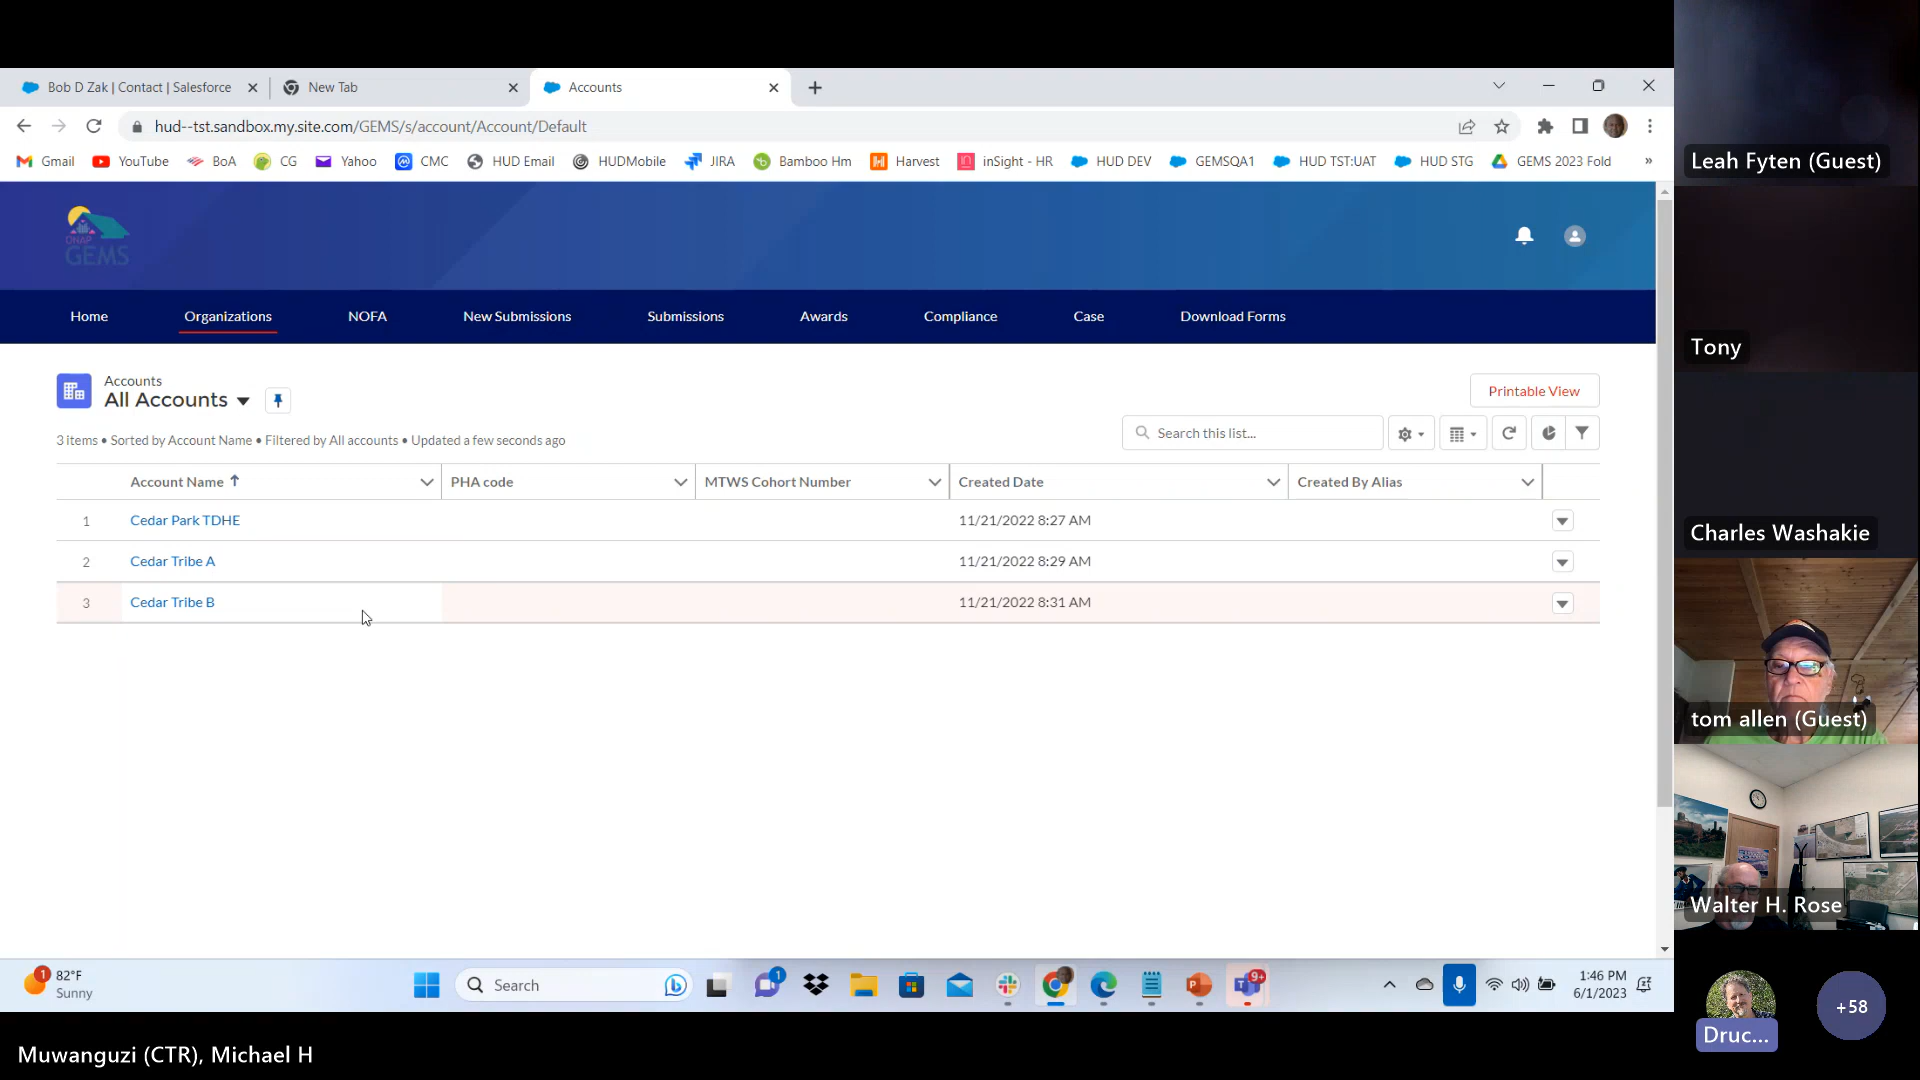 Bob D Zak | Contact | Salesforce
New Tab
Accounts
hud--tst.sandbox.my.site.com/GEMS/s/account/Account/Default
Gmail YouTube BoA CG Yahoo CMC HUD Email HUDMobile JIRA Bamboo Hm Harvest inSight - HR HUD DEV GEMSQA1 HUD TST:UAT HUD STG GEMS 2023 Fold »
ONAP
GEMS
Home Organizations NOFA New Submissions Submissions Awards Compliance Case Download Forms
Accounts
All Accounts
Printable View
3 items • Sorted by Account Name • Filtered by All accounts • Updated a few seconds ago
Search this list...
Account Name PHA code MTWS Cohort Number Created Date Created By Alias
1 Cedar Park TDHE 11/21/2022 8:27 AM
2 Cedar Tribe A 11/21/2022 8:29 AM
3 Cedar Tribe B 11/21/2022 8:31 AM
1
82°F
Sunny
Search
1
9+
1:46 PM
6/1/2023
Muwanguzi (CTR), Michael H
Leah Fyten (Guest)
Tony
Charles Washakie
tom allen (Guest)
Walter H. Rose
Druc...
+58